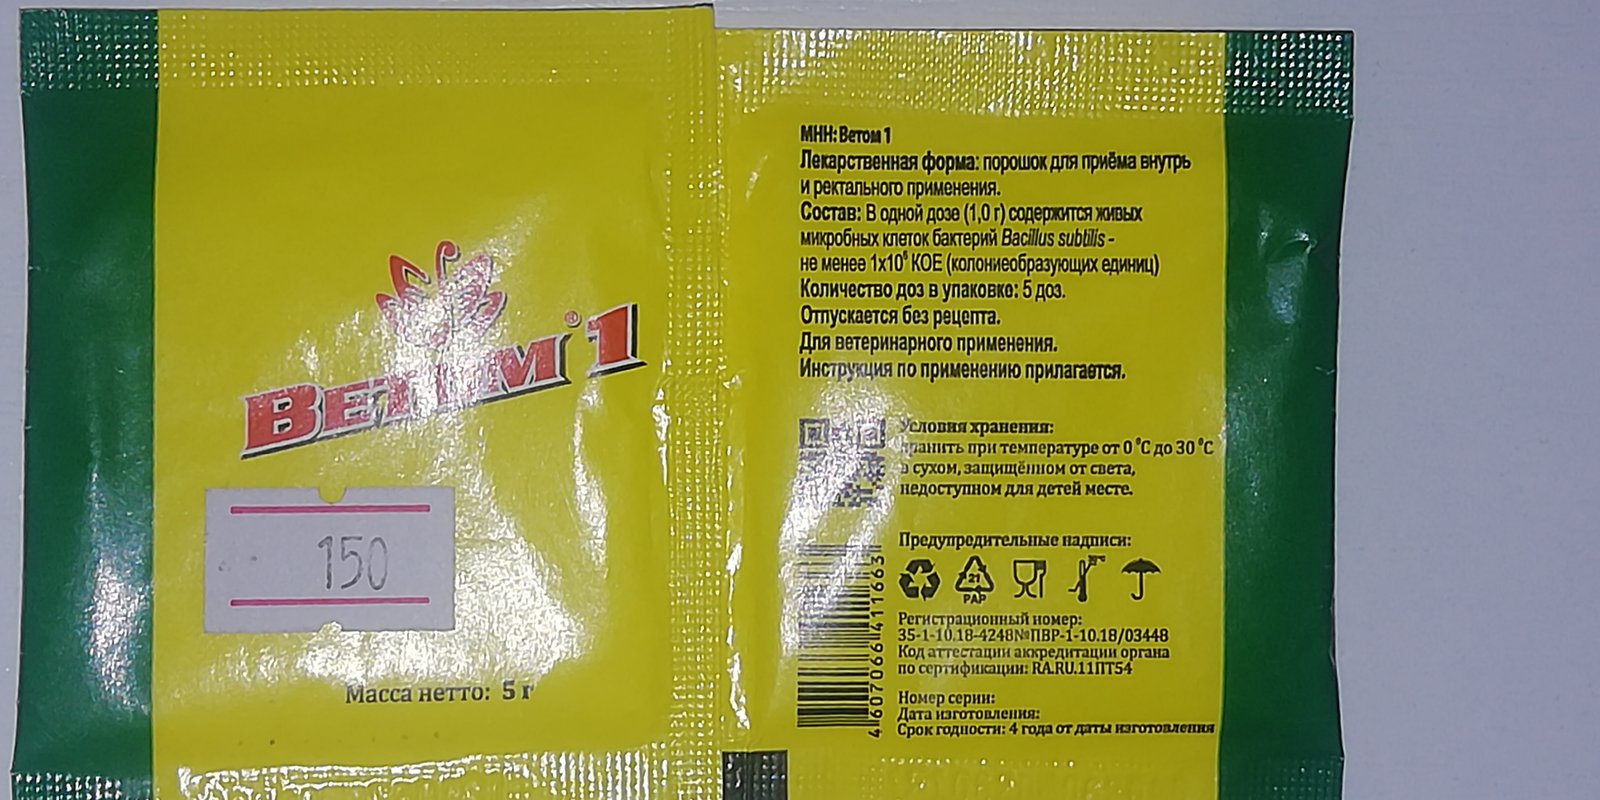 Ветом® 1
150
Масса нетто: 5 г
МНН: Ветом 1
Лекарственная форма: порошок для приёма внутрь
и ректального применения.
Состав: В одной дозе (1,0 г) содержится живых
микробных клеток бактерий Bacillus subtilis -
не менее 1х10⁶ КОЕ (колониеобразующих единиц)
Количество доз в упаковке: 5 доз.
Отпускается без рецепта.
Для ветеринарного применения.
Инструкция по применению прилагается.
Условия хранения:
хранить при температуре от 0 °C до 30 °C
в сухом, защищённом от света,
недоступном для детей месте.
Предупредительные надписи:
21
PAP
Регистрационный номер:
35-1-10.18-4248№ПВР-1-10.18/03448
Код аттестации аккредитации органа
по сертификации: RA.RU.11ПТ54
Номер серии:
Дата изготовления:
Срок годности: 4 года от даты изготовления
4 607066 411663